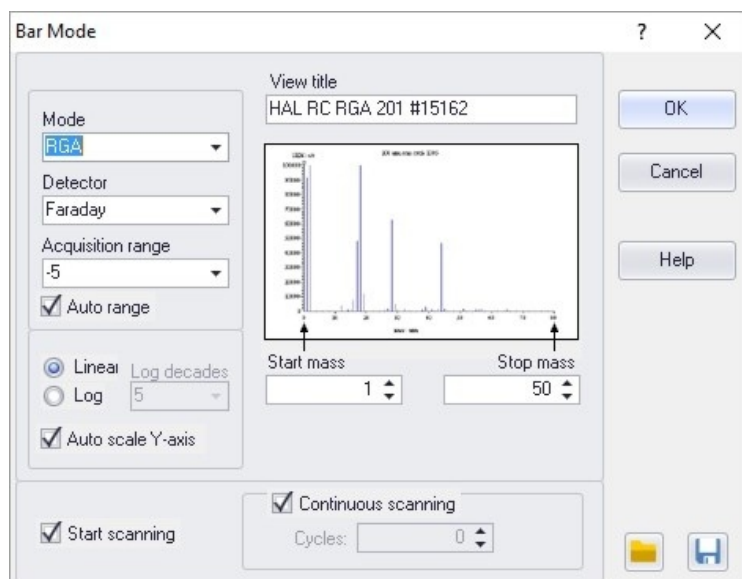 Bar Mode
?
View title
HAL RC RGA 201 #15162
OK
Mode
RGA
Cancel
Detector
Faraday
Acquisition range
-5
Help
Auto range
Start mass
Stop mass
1
50
Linear
Log decades
Log
5
Auto scale Y-axis
Continuous scanning
Start scanning
Cycles:
0